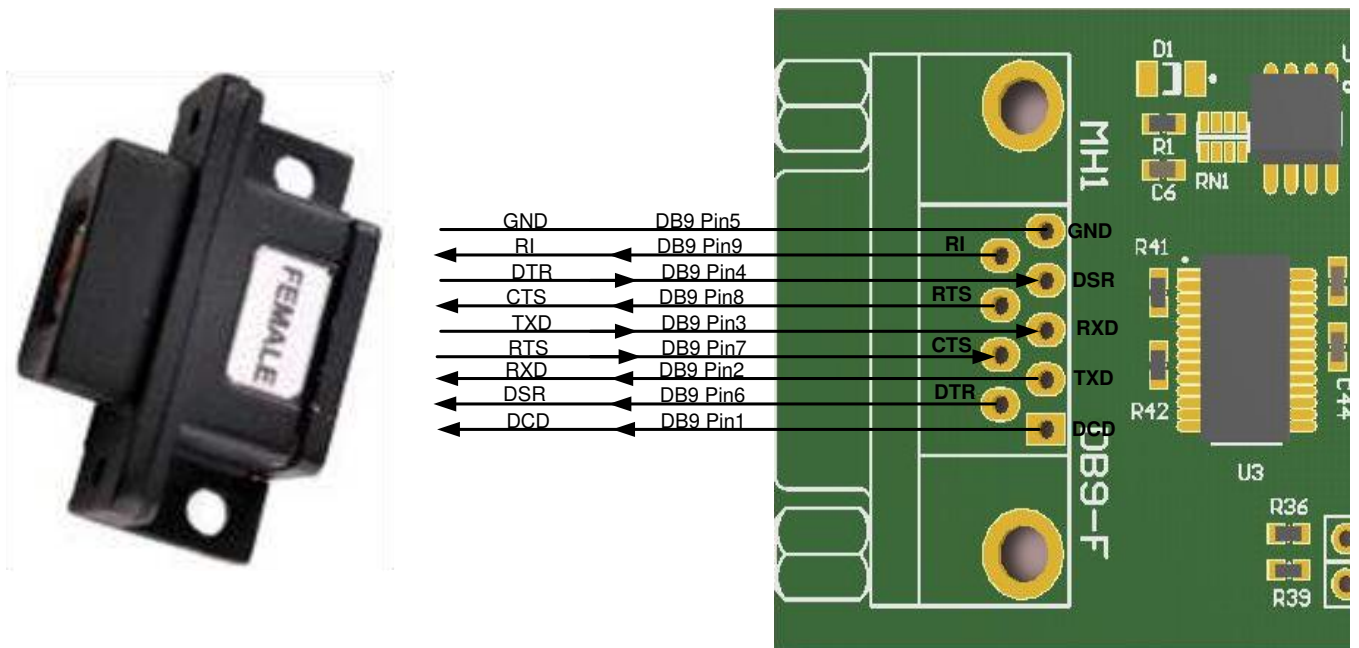 FEMALE
GND DB9 Pin5 GND
RI DB9 Pin9 RI
DTR DB9 Pin4 DSR
CTS DB9 Pin8 RTS
TXD DB9 Pin3 RXD
RTS DB9 Pin7 CTS
RXD DB9 Pin2 TXD
DSR DB9 Pin6 DTR
DCD DB9 Pin1 DCD
MH1
DB9-F
D1
R1
C6
RN1
R41
R42
C44
U3
R36
R39